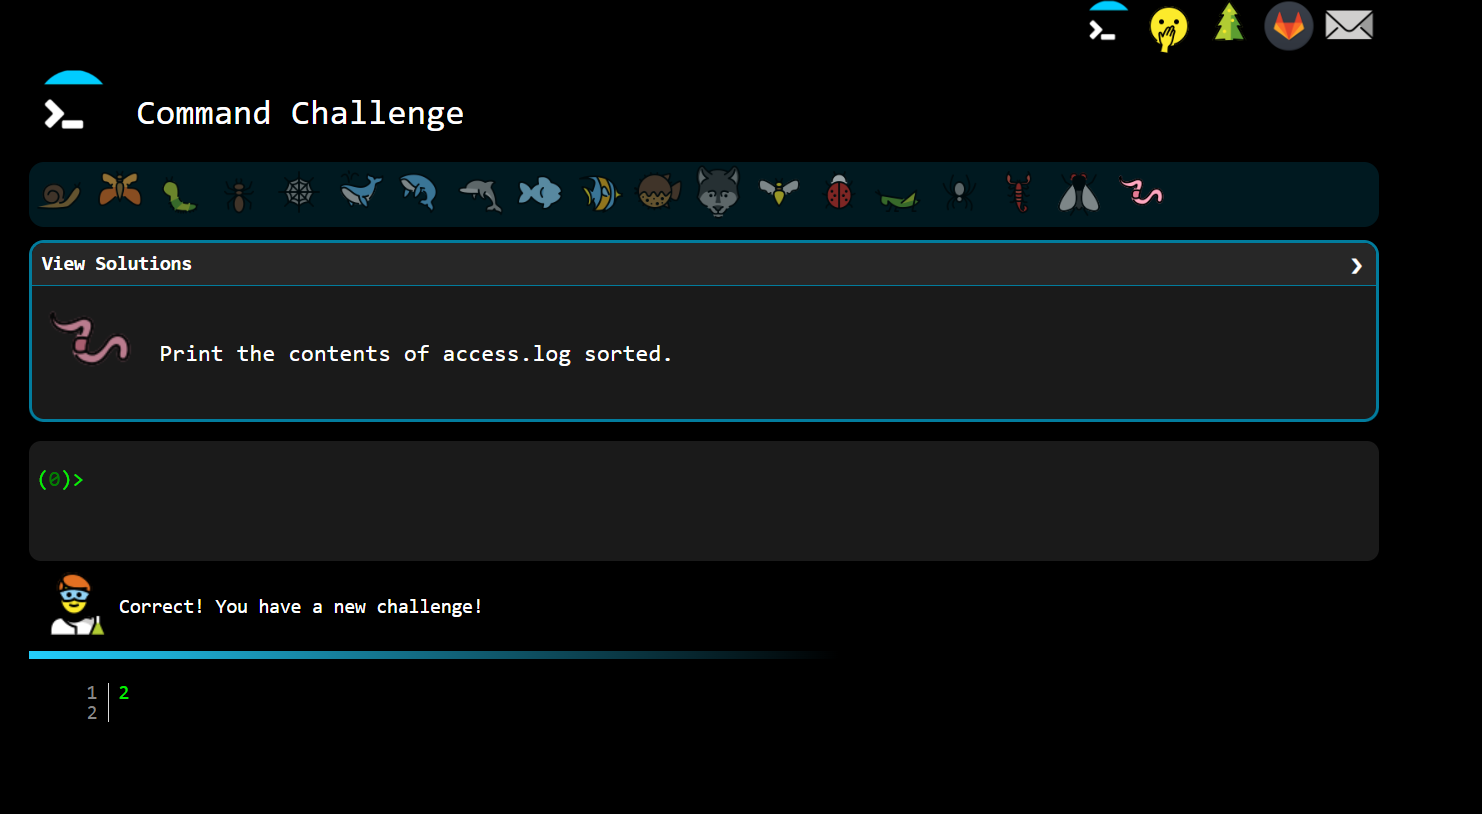 Command Challenge
View Solutions
Print the contents of access.log sorted.
(0)>
Correct! You have a new challenge!
1 2
2